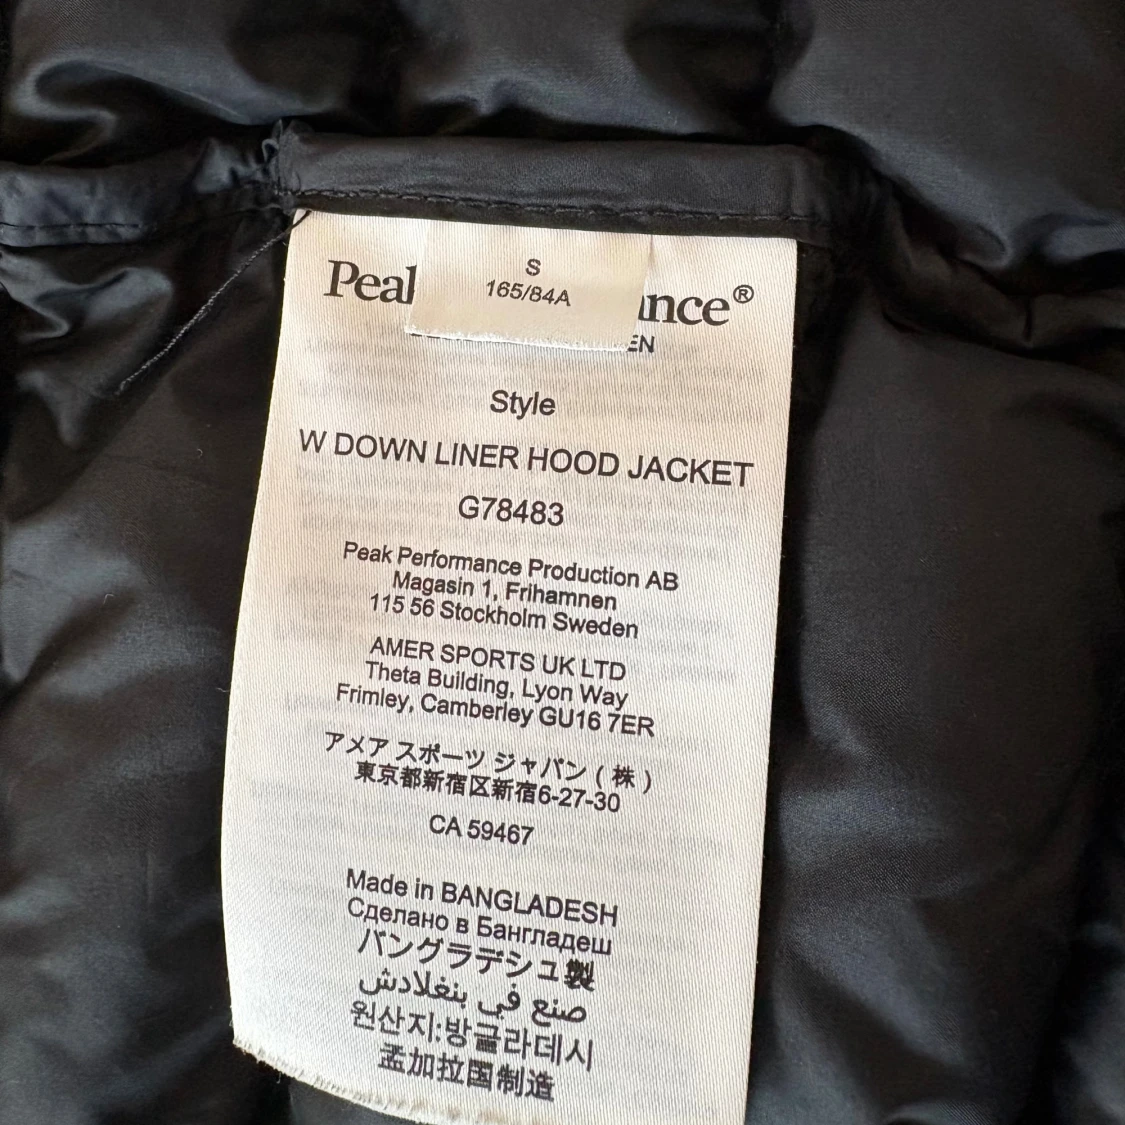 S
165/84A
Peak
ance®
EN
Style
W DOWN LINER HOOD JACKET
G78483
Peak Performance Production AB
Magasin 1, Frihamnen
115 56 Stockholm Sweden
AMER SPORTS UK LTD
Theta Building, Lyon Way
Frimley, Camberley GU16 7ER
アメア スポーツ ジャパン ( 株 )
東京都新宿区新宿6-27-30
CA 59467
Made in BANGLADESH
Сделано в Бангладеш
バングラデシュ製
صنع في بنغلادش
원산지:방글라데시
孟加拉国制造